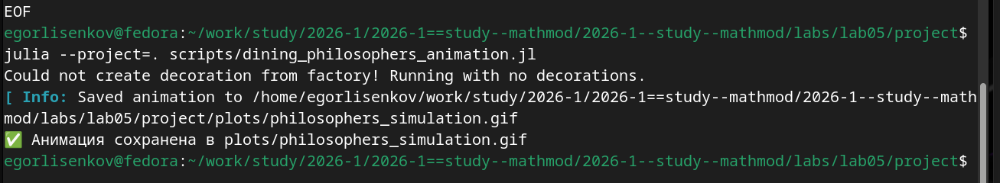 EOF
egorlisenkov@fedora:~/work/study/2026-1/2026-1==study--mathmod/2026-1--study--mathmod/labs/lab05/project$
julia --project=. scripts/dining_philosophers_animation.jl
Could not create decoration from factory! Running with no decorations.
[ Info: Saved animation to /home/egorlisenkov/work/study/2026-1/2026-1==study--mathmod/2026-1--study--math
mod/labs/lab05/project/plots/philosophers_simulation.gif
✅ Анимация сохранена в plots/philosophers_simulation.gif
egorlisenkov@fedora:~/work/study/2026-1/2026-1==study--mathmod/2026-1--study--mathmod/labs/lab05/project$